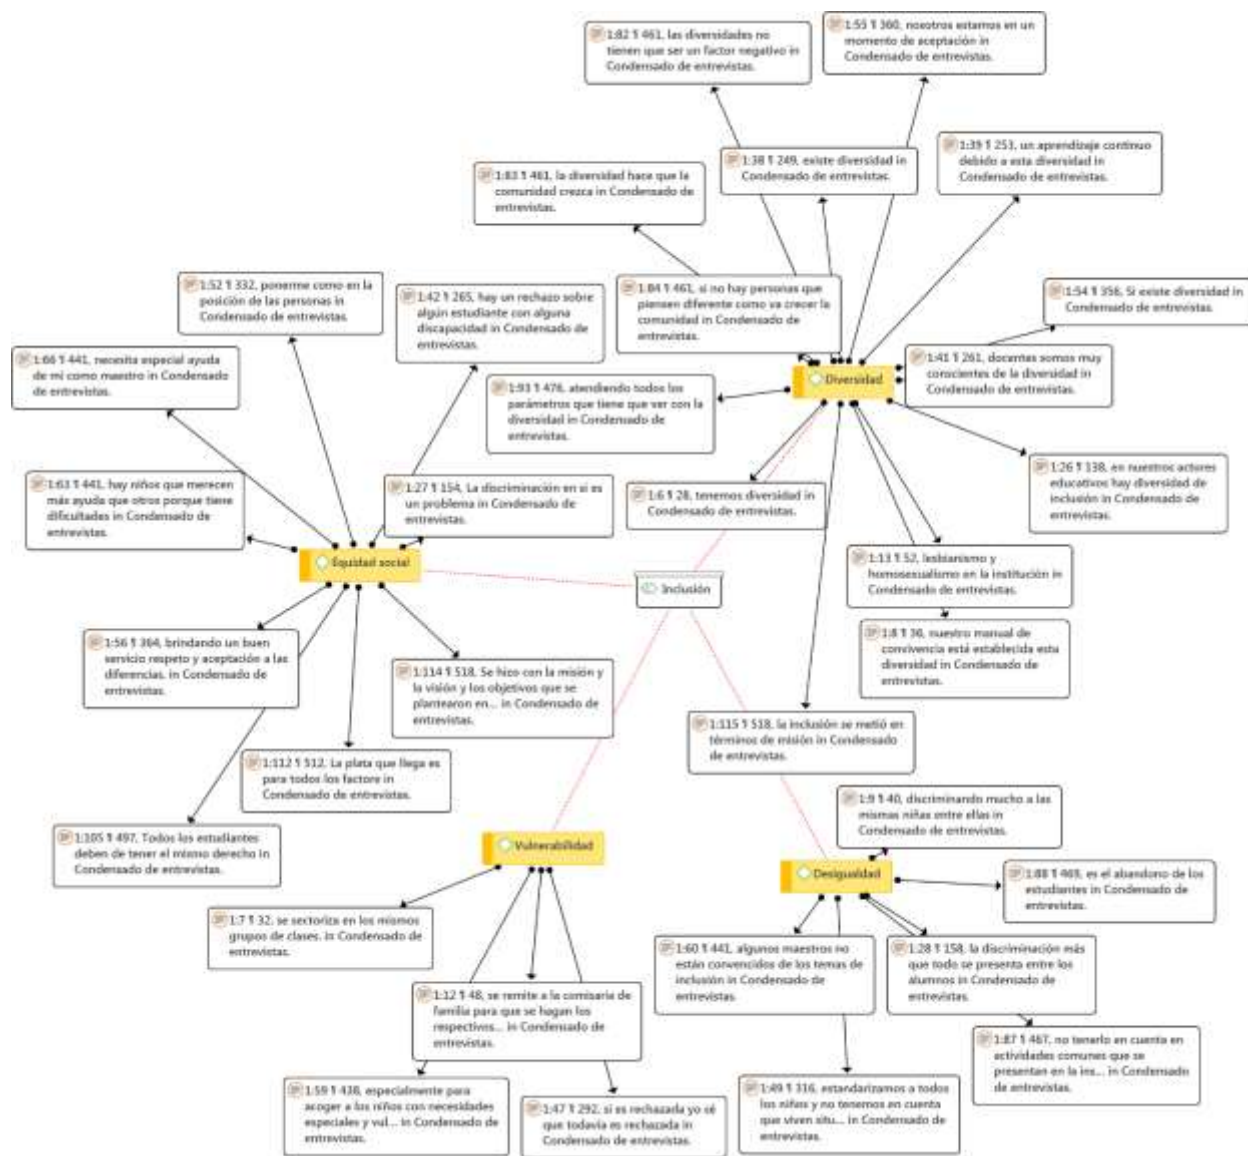 1:82 ¶ 461, las diversidades no
tienen que ser un factor negativo in
Condensado de entrevistas.
1:55 ¶ 360, nosotros estamos en un
momento de aceptación in
Condensado de entrevistas.
1:38 ¶ 249, existe diversidad in
Condensado de entrevistas.
1:39 ¶ 253, un aprendizaje continuo
debido a esta diversidad in
Condensado de entrevistas.
1:83 ¶ 461, la diversidad hace que la
comunidad crezca in Condensado de
entrevistas.
1:52 ¶ 332, ponerme como en la
posición de las personas in
Condensado de entrevistas.
1:42 ¶ 265, hay un rechazo sobre
algún estudiante con alguna
discapacidad in Condensado de
entrevistas.
1:84 ¶ 461, si no hay personas que
piensen diferente como va crecer la
comunidad in Condensado de
entrevistas.
1:54 ¶ 356, Si existe diversidad in
Condensado de entrevistas.
1:66 ¶ 441, necesita especial ayuda
de mi como maestro in Condensado
de entrevistas.
1:93 ¶ 476, atendiendo todos los
parámetros que tiene que ver con la
diversidad in Condensado de
entrevistas.
Diversidad
1:41 ¶ 261, docentes somos muy
conscientes de la diversidad in
Condensado de entrevistas.
1:63 ¶ 441, hay niños que merecen
más ayuda que otros porque tiene
dificultades in Condensado de
entrevistas.
1:27 ¶ 154, La discriminación en si es
un problema in Condensado de
entrevistas.
1:6 ¶ 28, tenemos diversidad in
Condensado de entrevistas.
1:26 ¶ 138, en nuestros actores
educativos hay diversidad de
inclusión in Condensado de
entrevistas.
Equidad social
Inclusión
1:13 ¶ 52, lesbianismo y
homosexualismo en la institución in
Condensado de entrevistas.
1:8 ¶ 36, nuestro manual de
convivencia está establecida esta
diversidad in Condensado de
entrevistas.
1:56 ¶ 364, brindando un buen
servicio respeto y aceptación a las
diferencias. in Condensado de
entrevistas.
1:114 ¶ 518, Se hizo con la misión y
la visión y los objetivos que se
plantearon en... in Condensado de
entrevistas.
1:115 ¶ 518, la inclusión se metió en
términos de misión in Condensado
de entrevistas.
1:112 ¶ 512, La plata que llega es
para todos los factore in
Condensado de entrevistas.
1:105 ¶ 497, Todos los estudiantes
deben de tener el mismo derecho in
Condensado de entrevistas.
1:9 ¶ 40, discriminando mucho a las
mismas niñas entre ellas in
Condensado de entrevistas.
Vulnerabilidad
Desigualdad
1:88 ¶ 469, es el abandono de los
estudiantes in Condensado de
entrevistas.
1:7 ¶ 32, se sectoriza en los mismos
grupos de clases. in Condensado de
entrevistas.
1:60 ¶ 441, algunos maestros no
están convencidos de los temas de
inclusión in Condensado de
entrevistas.
1:28 ¶ 158, la discriminación más
que todo se presenta entre los
alumnos in Condensado de
entrevistas.
1:12 ¶ 48, se remite a la comisaria de
familia para que se hagan los
respectivos... in Condensado de
entrevistas.
1:87 ¶ 467, no tenerlo en cuenta en
actividades comunes que se
presentan en la ins... in Condensado
de entrevistas.
1:59 ¶ 436, especialmente para
acoger a los niños con necesidades
especiales y vul... in Condensado de
entrevistas.
1:47 ¶ 292, si es rechazada yo sé
que todavía es rechazada in
Condensado de entrevistas.
1:49 ¶ 316, estandarizamos a todos
los niños y no tenemos en cuenta
que viven situ... in Condensado de
entrevistas.